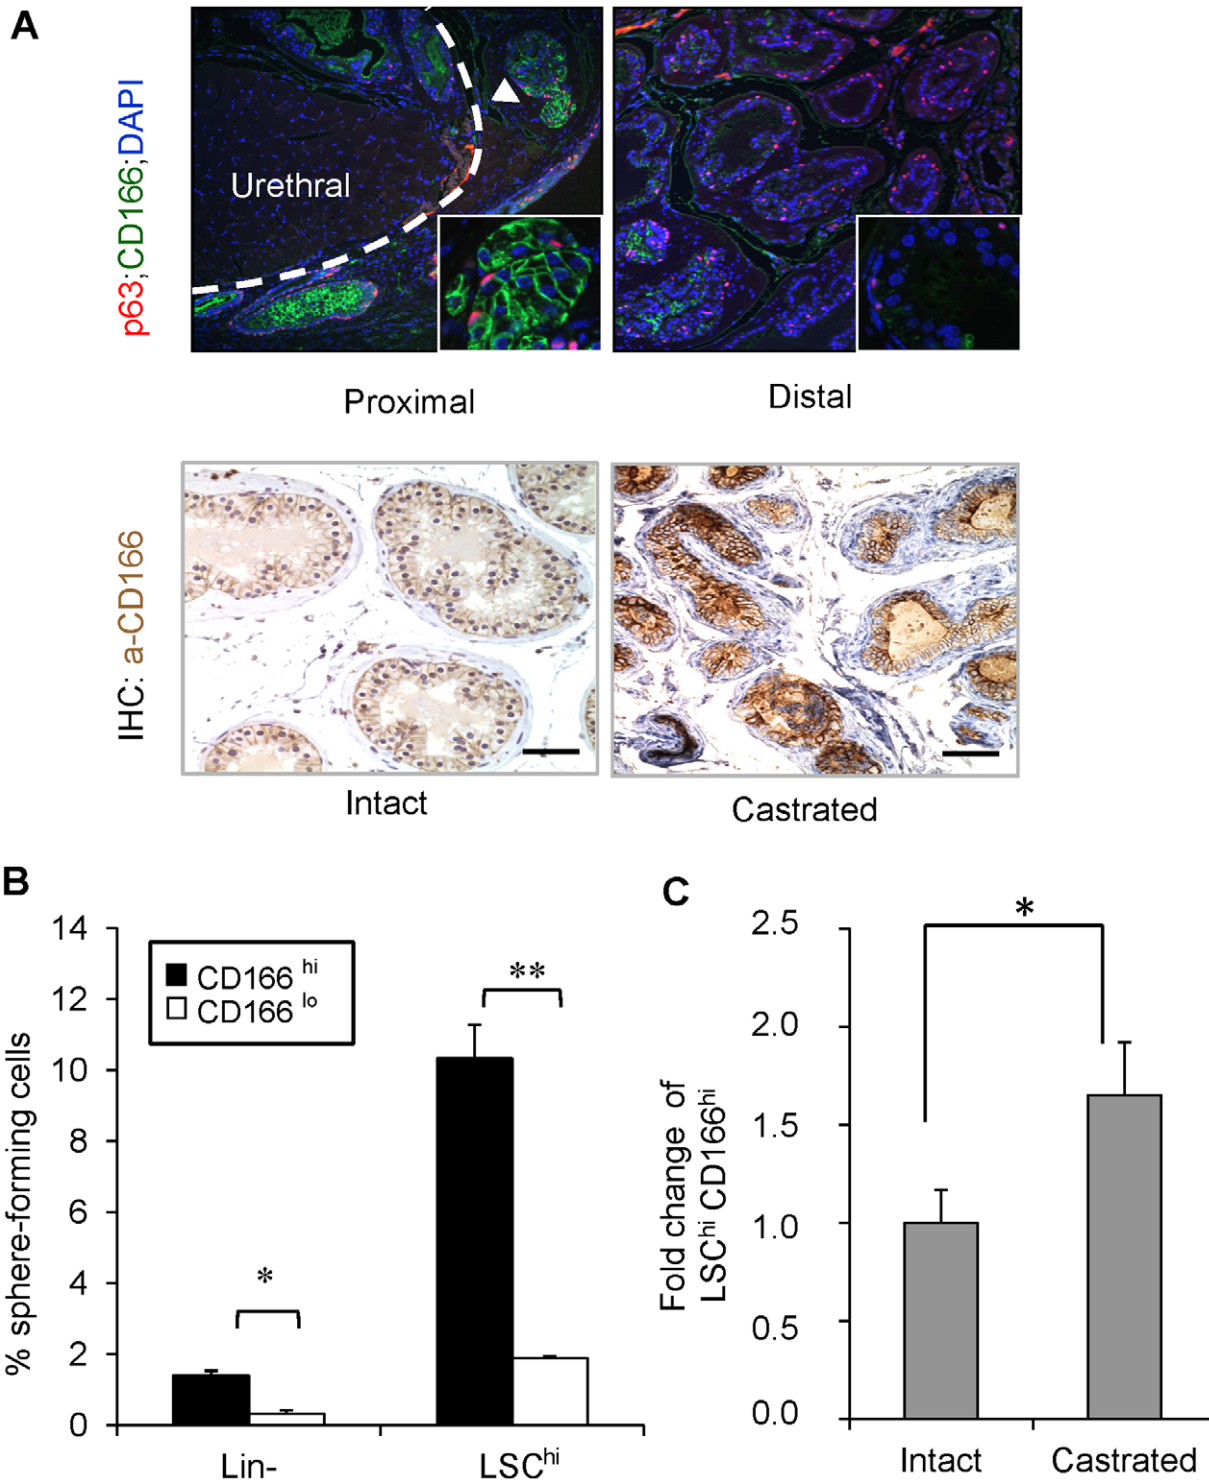 A
p63;CD166;DAPI
Urethral
Proximal
Distal
IHC: a-CD166
Intact
Castrated
B
% sphere-forming cells
14
12
10
8
6
4
2
0
CD166 hi
CD166 lo
*
**
Lin-
LSChi
C
Fold change of
LSChi CD166hi
2.5
2.0
1.5
1.0
0.5
0.0
*
Intact
Castrated